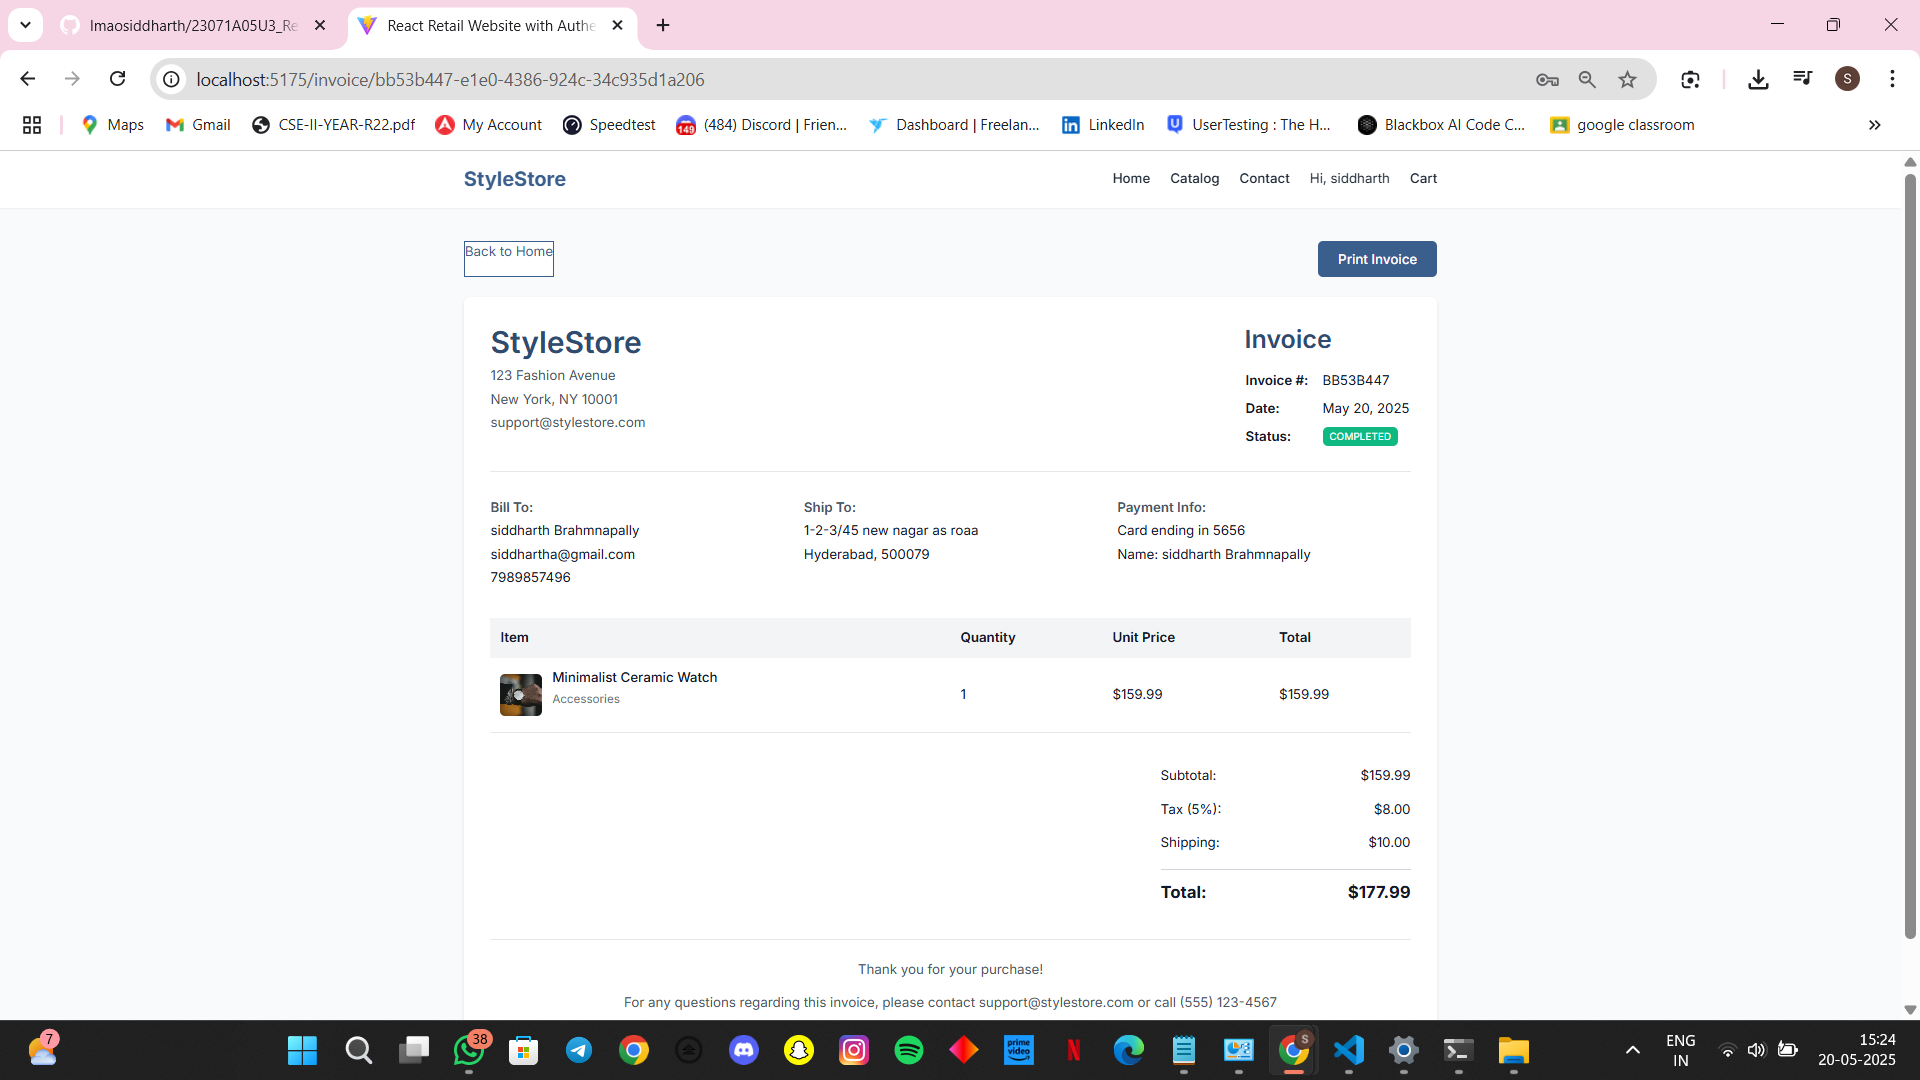 lmaosiddharth/23071A05U3_Re
React Retail Website with Authe
localhost:5175/invoice/bb53b447-e1e0-4386-924c-34c935d1a206
S
Maps
Gmail
CSE-II-YEAR-R22.pdf
My Account
Speedtest
149
(484) Discord | Frien...
Dashboard | Freelan...
LinkedIn
UserTesting : The H...
Blackbox AI Code C...
google classroom
StyleStore
Home
Catalog
Contact
Hi, siddharth
Cart
Back to Home
Print Invoice
StyleStore
123 Fashion Avenue
New York, NY 10001
support@stylestore.com
Invoice
Invoice #: BB53B447
Date: May 20, 2025
Status: COMPLETED
Bill To:
siddharth Brahmnapally
siddhartha@gmail.com
7989857496
Ship To:
1-2-3/45 new nagar as roaa
Hyderabad, 500079
Payment Info:
Card ending in 5656
Name: siddharth Brahmnapally
Item Quantity Unit Price Total
Minimalist Ceramic Watch
Accessories
1 $159.99 $159.99
Subtotal: $159.99
Tax (5%): $8.00
Shipping: $10.00
Total: $177.99
Thank you for your purchase!
For any questions regarding this invoice, please contact support@stylestore.com or call (555) 123-4567
7
38
prime
video
N
S
ENG
IN
15:24
20-05-2025